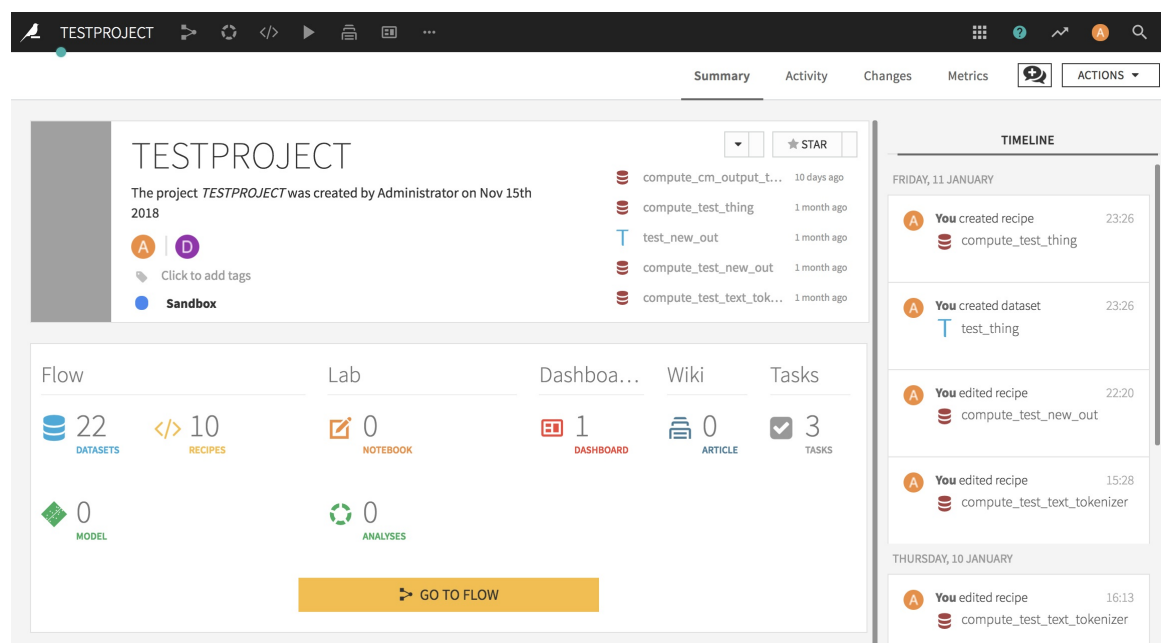 TESTPROJECT
Summary Activity Changes Metrics ACTIONS
TESTPROJECT
The project TESTPROJECT was created by Administrator on Nov 15th
2018
A D
Click to add tags
Sandbox
STAR
compute_cm_output_t... 10 days ago
compute_test_thing 1 month ago
test_new_out 1 month ago
compute_test_new_out 1 month ago
compute_test_text_tok... 1 month ago
Flow Lab Dashboa... Wiki Tasks
22 DATASETS
10 RECIPES
0 NOTEBOOK
1 DASHBOARD
0 ARTICLE
3 TASKS
0 MODEL
0 ANALYSES
GO TO FLOW
TIMELINE
FRIDAY, 11 JANUARY
A You created recipe 23:26
compute_test_thing
A You created dataset 23:26
test_thing
A You edited recipe 22:20
compute_test_new_out
A You edited recipe 15:28
compute_test_text_tokenizer
THURSDAY, 10 JANUARY
A You edited recipe 16:13
compute_test_text_tokenizer